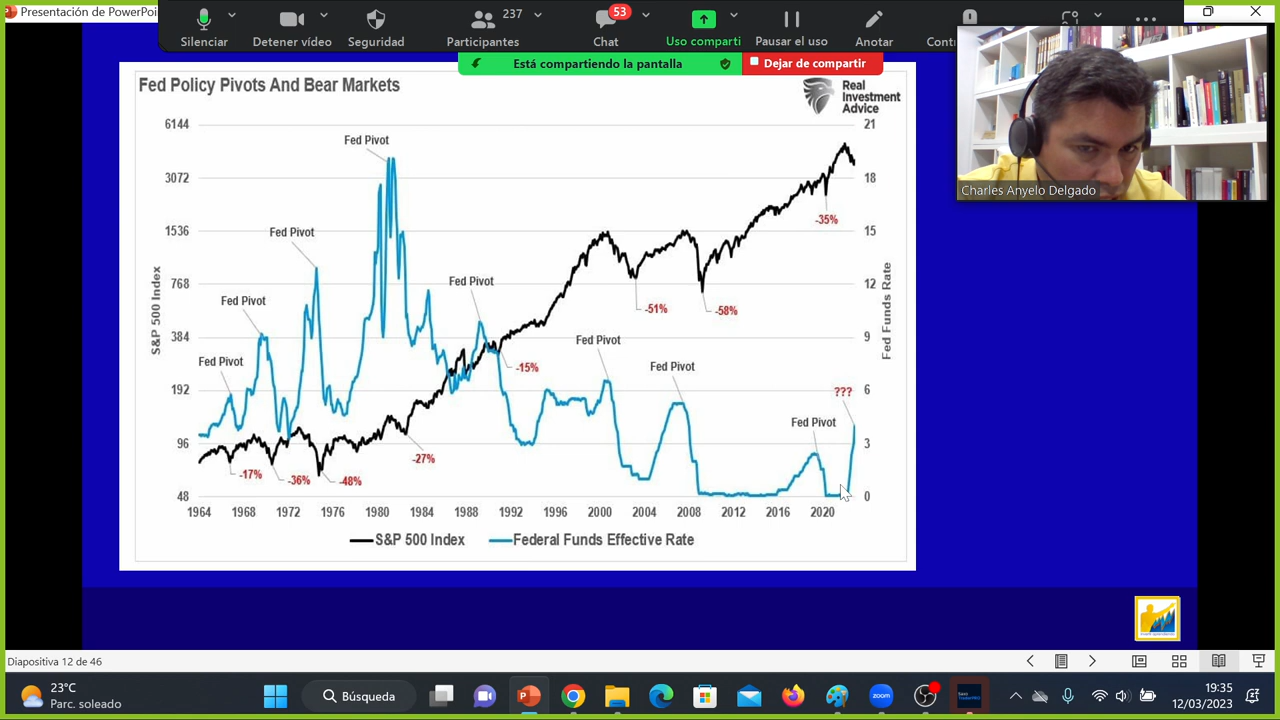 Presentación de PowerPoi
237
53
Silenciar
Detener vídeo
Seguridad
Participantes
Chat
Uso comparti
Pausar el uso
Anotar
Contr
Está compartiendo la pantalla
Dejar de compartir
Charles Anyelo Delgado
Fed Policy Pivots And Bear Markets
Real
Investment
Advice
6144
3072
1536
768
384
192
96
48
S&P 500 Index
21
18
15
12
9
6
3
0
Fed Funds Rate
Fed Pivot
Fed Pivot
Fed Pivot
Fed Pivot
Fed Pivot
Fed Pivot
Fed Pivot
Fed Pivot
???
-17%
-36%
-48%
-27%
-15%
-51%
-58%
-35%
1964 1968 1972 1976 1980 1984 1988 1992 1996 2000 2004 2008 2012 2016 2020
S&P 500 Index Federal Funds Effective Rate
Diapositiva 12 de 46
23°C
Parc. soleado
Búsqueda
zoom
19:35
12/03/2023